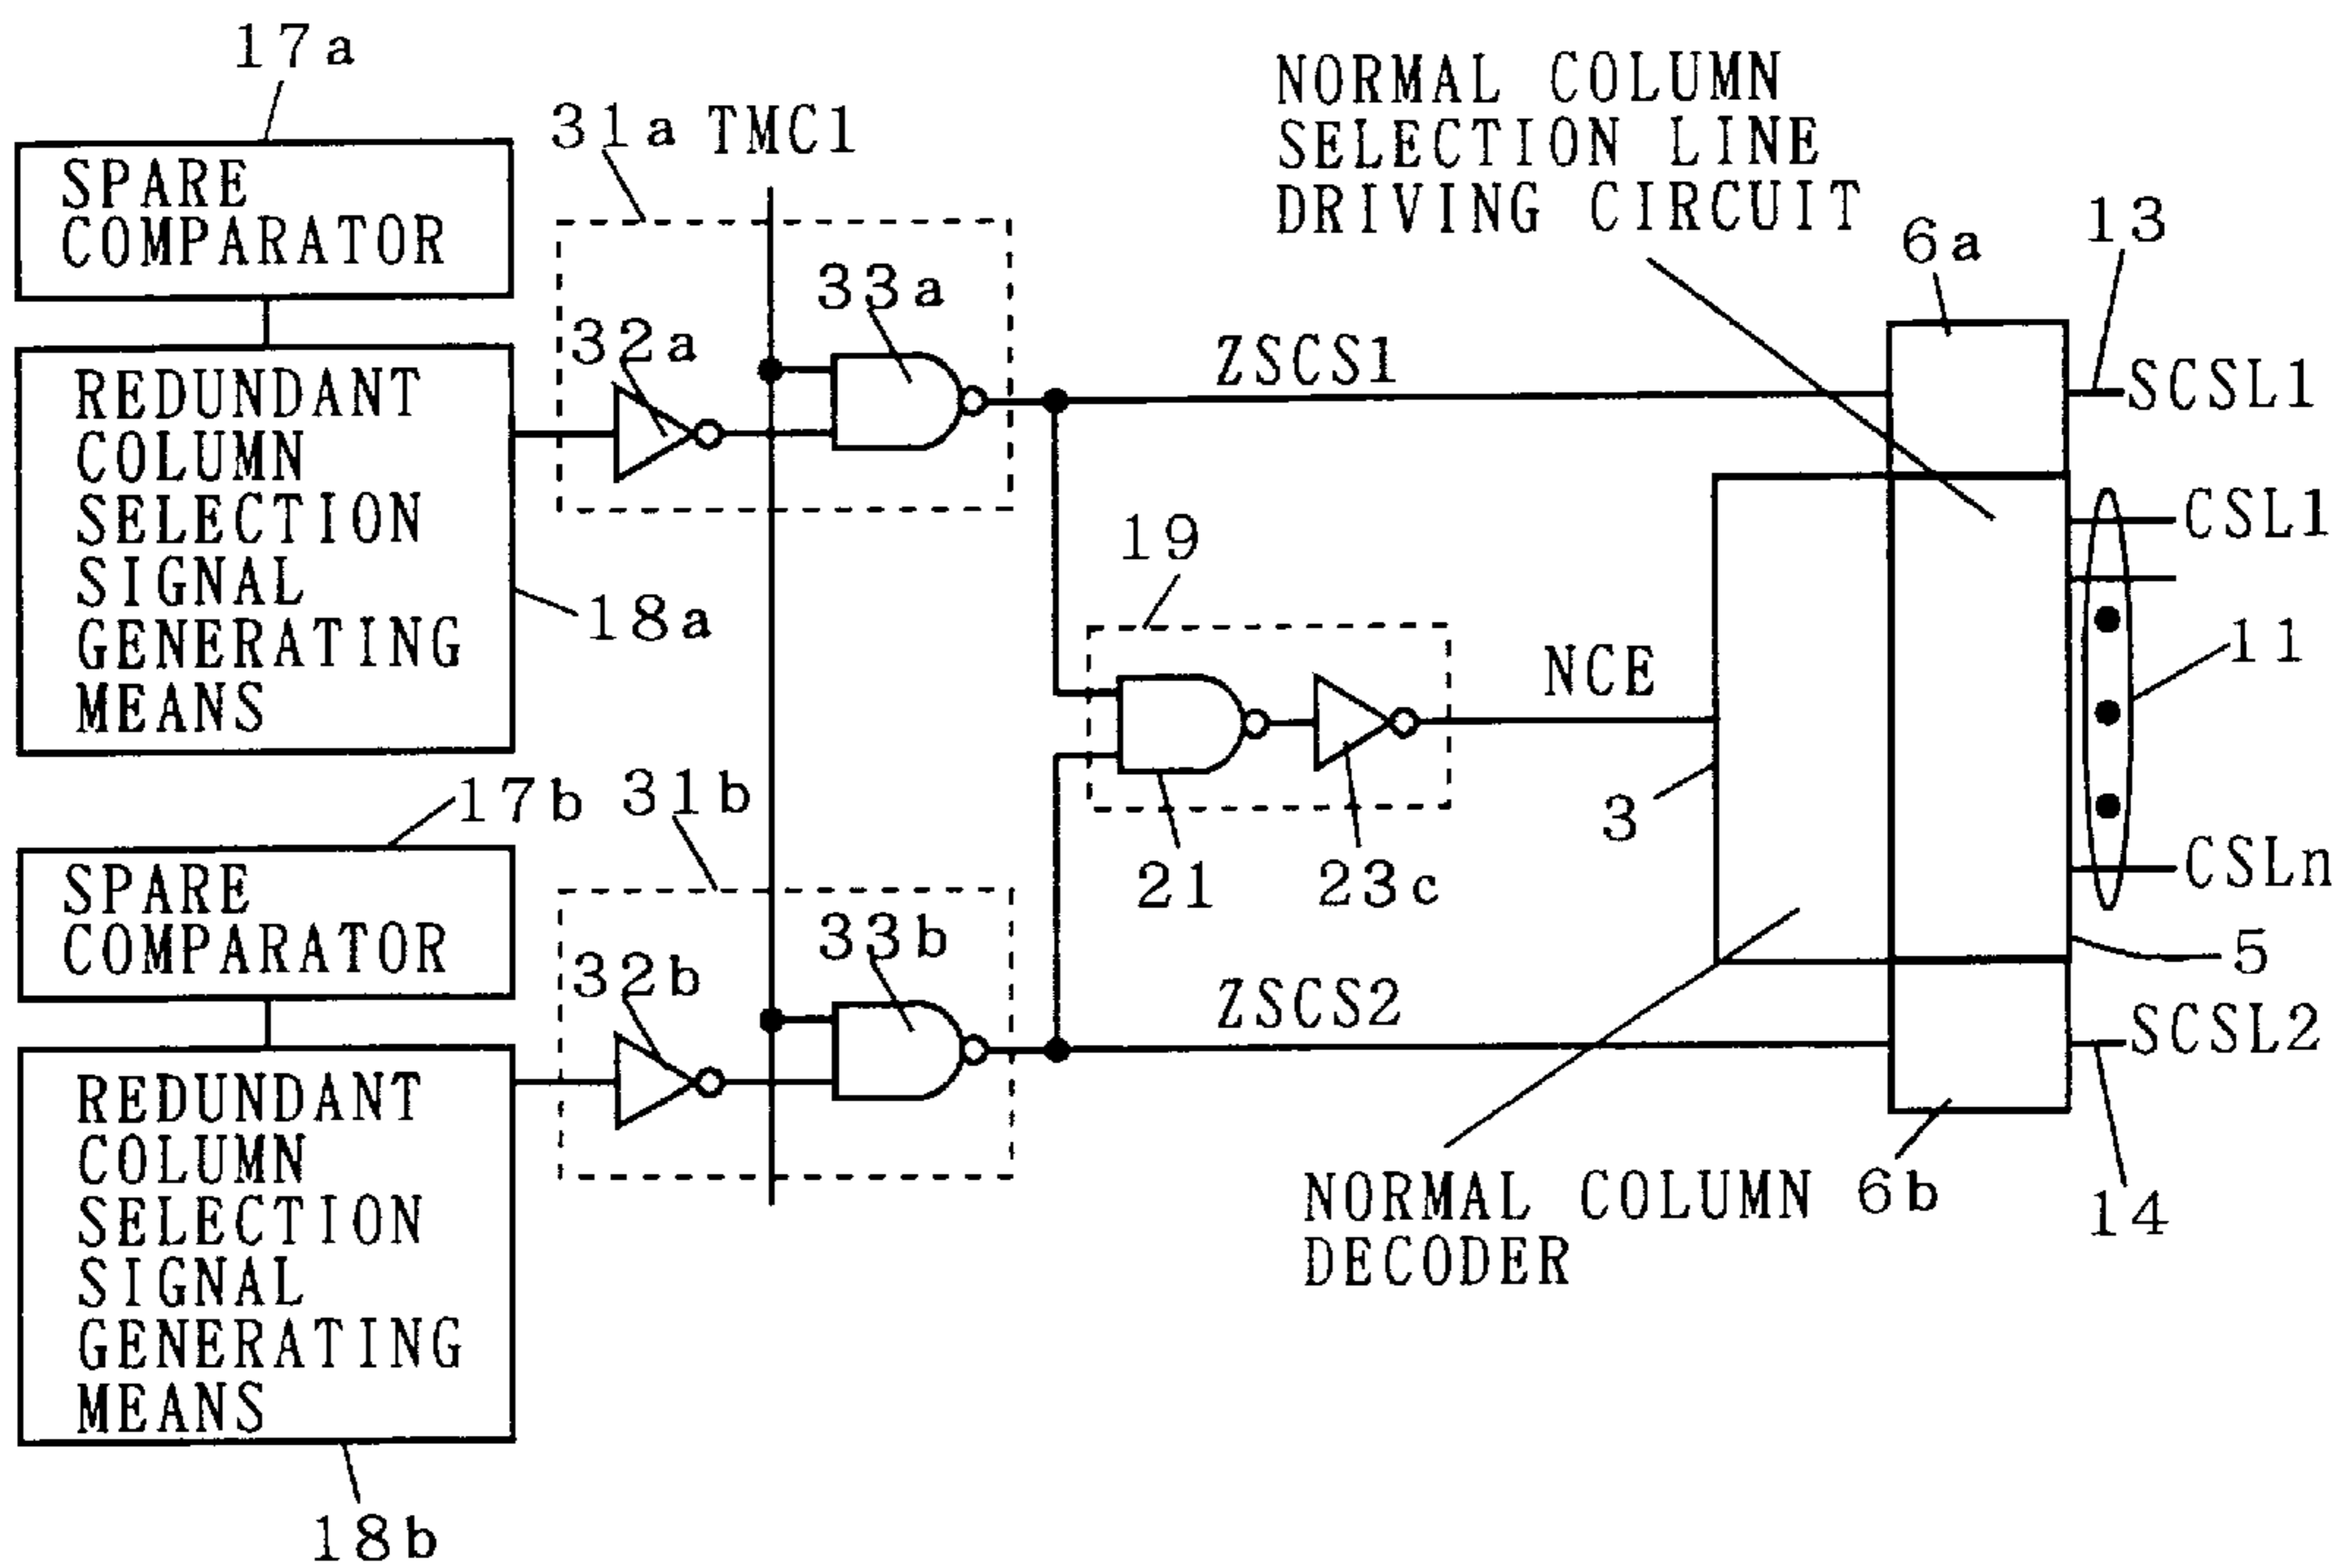 17a
31a TMC1
NORMAL COLUMN
SELECTION LINE
DRIVING CIRCUIT
6a
13
SPARE
COMPARATOR
33a
32a
ZSCS1
SCSL1
REDUNDANT
COLUMN
SELECTION
SIGNAL
GENERATING
MEANS
18a
19
NCE
CSL1
11
3
21
23c
CSLn
5
17b
31b
SPARE
COMPARATOR
33b
32b
ZSCS2
SCSL2
REDUNDANT
COLUMN
SELECTION
SIGNAL
GENERATING
MEANS
18b
NORMAL COLUMN
DECODER
6b
14